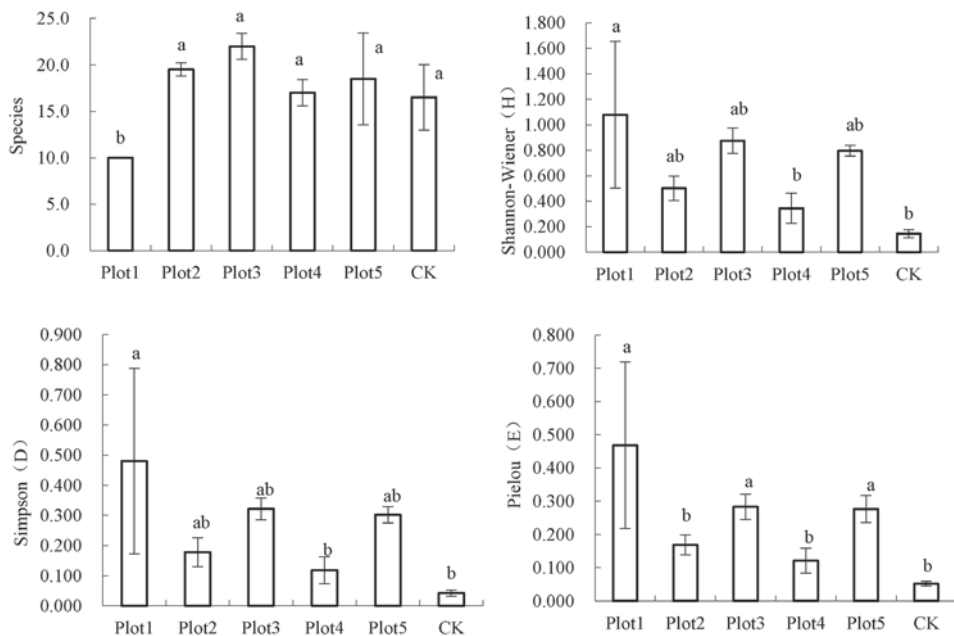 25.0
20.0
15.0
10.0
5.0
0.0
Species
b
a
a
a
a
a
Plot1 Plot2 Plot3 Plot4 Plot5 CK
1.800
1.600
1.400
1.200
1.000
0.800
0.600
0.400
0.200
0.000
Shannon-Wiener（H）
a
ab
ab
b
ab
b
Plot1 Plot2 Plot3 Plot4 Plot5 CK
0.900
0.800
0.700
0.600
0.500
0.400
0.300
0.200
0.100
0.000
Simpson（D）
a
ab
ab
b
ab
b
Plot1 Plot2 Plot3 Plot4 Plot5 CK
0.800
0.700
0.600
0.500
0.400
0.300
0.200
0.100
0.000
Pielou（E）
a
b
a
b
a
b
Plot1 Plot2 Plot3 Plot4 Plot5 CK